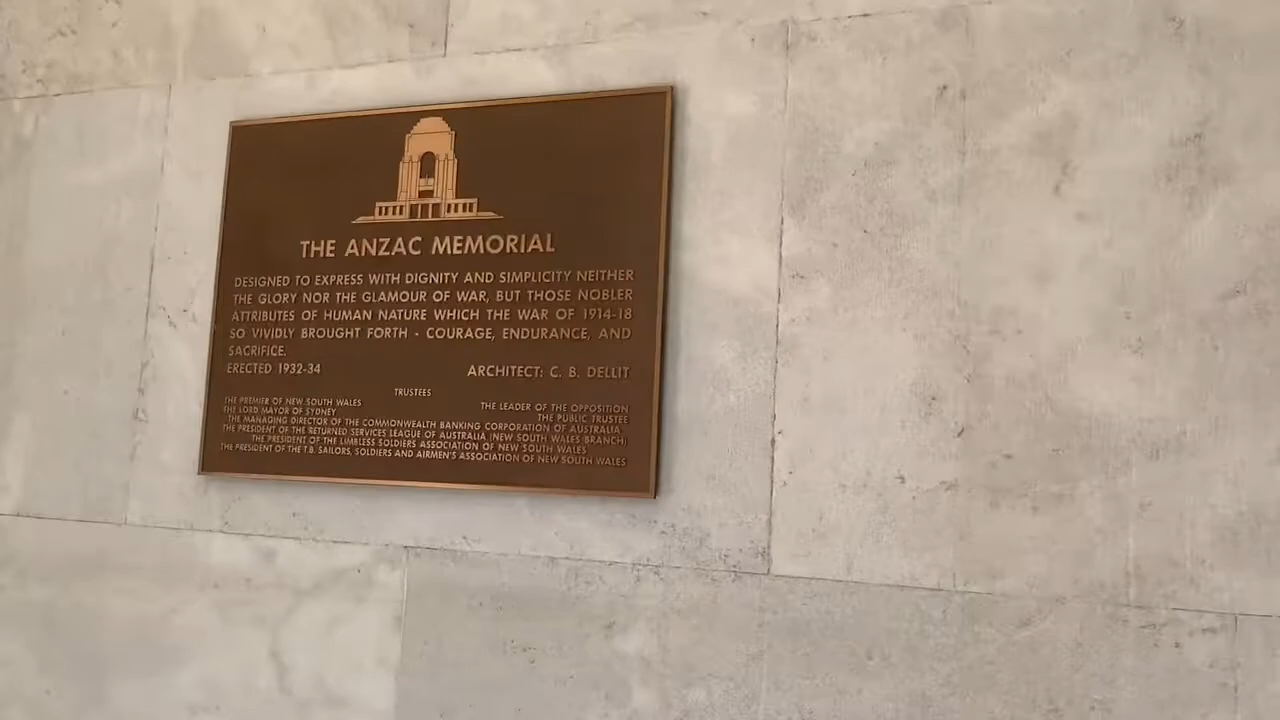 THE ANZAC MEMORIAL
DESIGNED TO EXPRESS WITH DIGNITY AND SIMPLICITY NEITHER
THE GLORY NOR THE GLAMOUR OF WAR, BUT THOSE NOBLER
ATTRIBUTES OF HUMAN NATURE WHICH THE WAR OF 1914-18
SO VIVIDLY BROUGHT FORTH - COURAGE, ENDURANCE, AND
SACRIFICE.
ERECTED 1932-34 ARCHITECT: C. B. DELLIT
TRUSTEES
THE PREMIER OF NEW SOUTH WALES THE LEADER OF THE OPPOSITION
THE LORD MAYOR OF SYDNEY THE PUBLIC TRUSTEE
THE MANAGING DIRECTOR OF THE COMMONWEALTH BANKING CORPORATION OF AUSTRALIA
THE PRESIDENT OF THE RETURNED SERVICES LEAGUE OF AUSTRALIA (NEW SOUTH WALES BRANCH)
THE PRESIDENT OF THE LIMBLESS SOLDIERS ASSOCIATION OF NEW SOUTH WALES
THE PRESIDENT OF THE T.B. SAILORS, SOLDIERS AND AIRMEN'S ASSOCIATION OF NEW SOUTH WALES